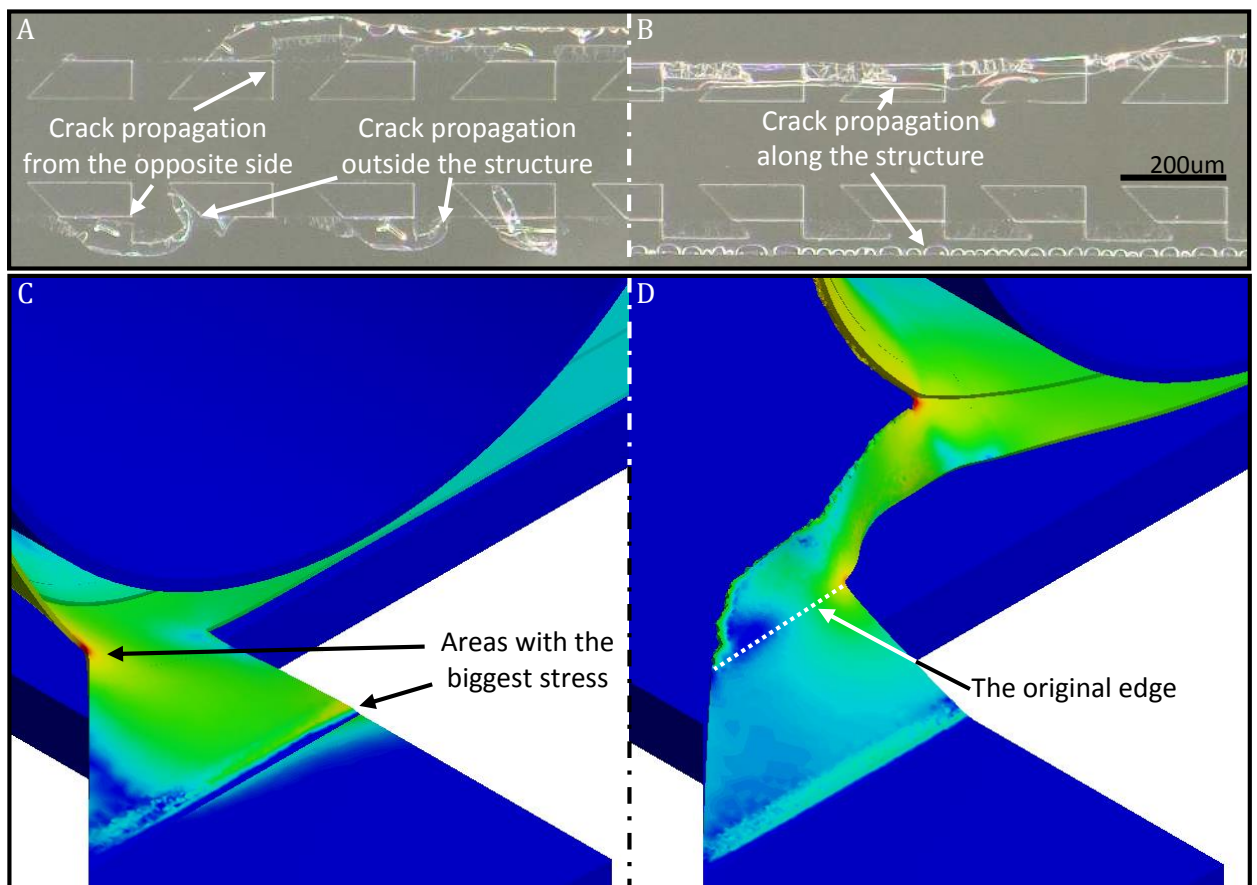 A
B
Crack propagation
from the opposite side
Crack propagation
outside the structure
Crack propagation
along the structure
200um
C
D
Areas with the
biggest stress
The original edge